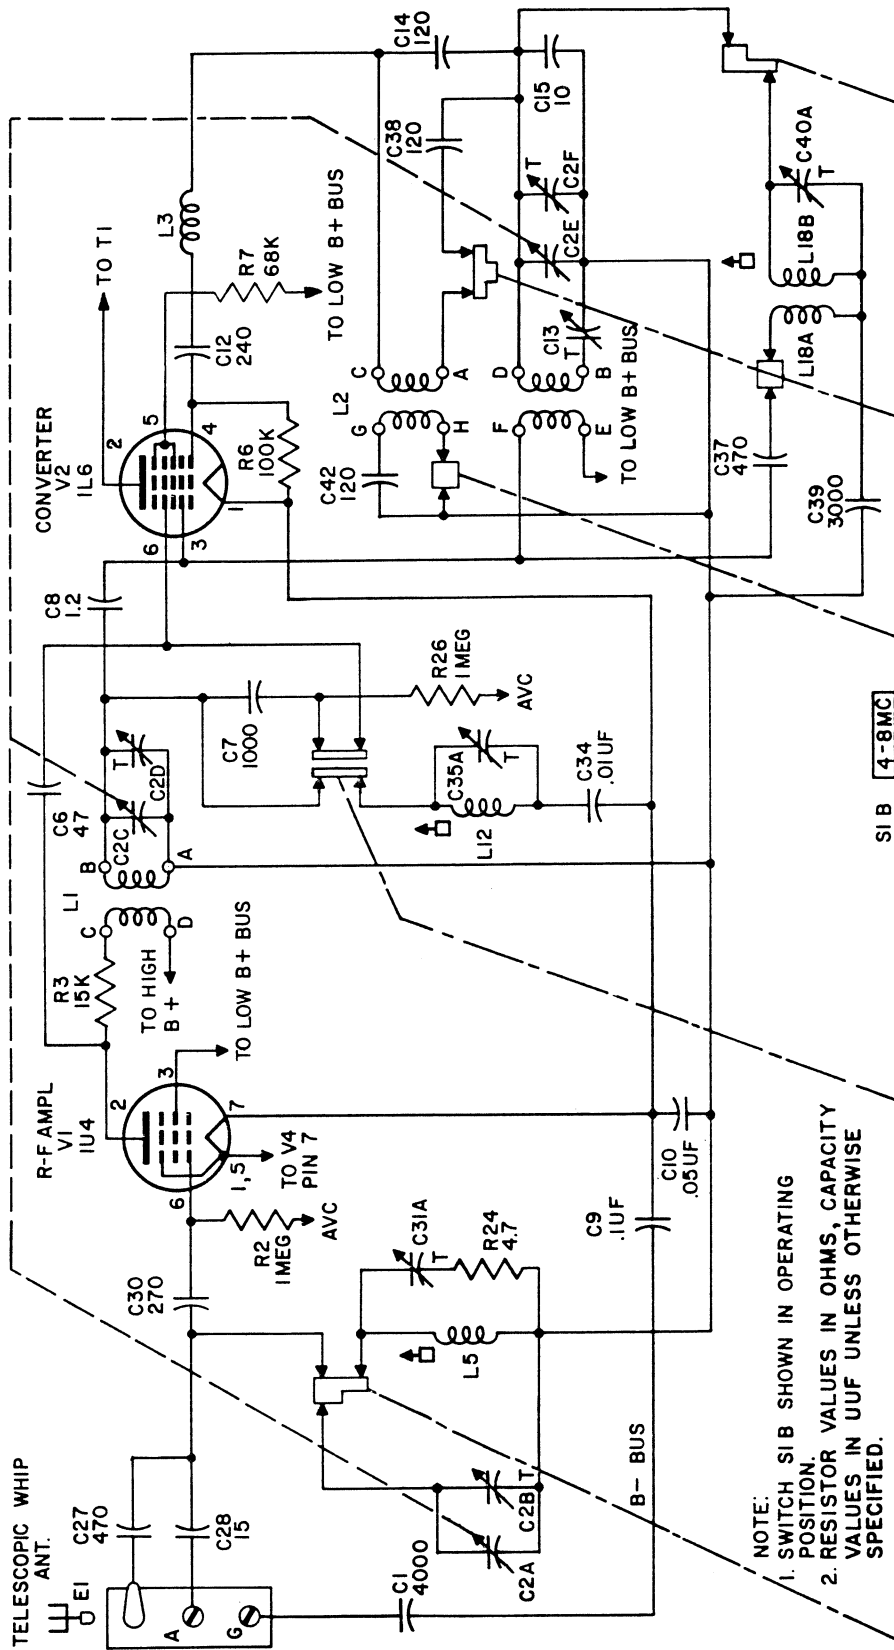 TELESCOPIC WHIP
ANT.
E1
A
G
C27
470
C28
15
C1
4000
C2A
C2B
T
B- BUS
C30
270
R2
1MEG
AVC
L5
C31A
T
R24
4.7
C9
.1UF
C10
.05UF
R-F AMPL
V1
1U4
2
3
6
1,5
7
TO V4
PIN 7
TO LOW B+ BUS
R3
15K
TO HIGH
B+
C
D
L1
B
A
C6
47
C2C
C2D
T
C8
1.2
C7
1000
R26
1MEG
AVC
C35A
T
L12
C34
.01UF
CONVERTER
V2
1L6
2
5
6
3
4
1
TO T1
R6
100K
C12
240
R7
68K
TO LOW B+ BUS
L3
C42
120
L2
G
H
C
A
F
E
D
B
TO LOW B+ BUS
C38
120
C14
120
C15
10
C13
T
C2E
C2F
T
C37
470
C39
3000
L18A
L18B
C40A
T
S1B
4-8MC
NOTE:
1. SWITCH S1B SHOWN IN OPERATING
POSITION.
2. RESISTOR VALUES IN OHMS, CAPACITY
VALUES IN UUF UNLESS OTHERWISE
SPECIFIED.